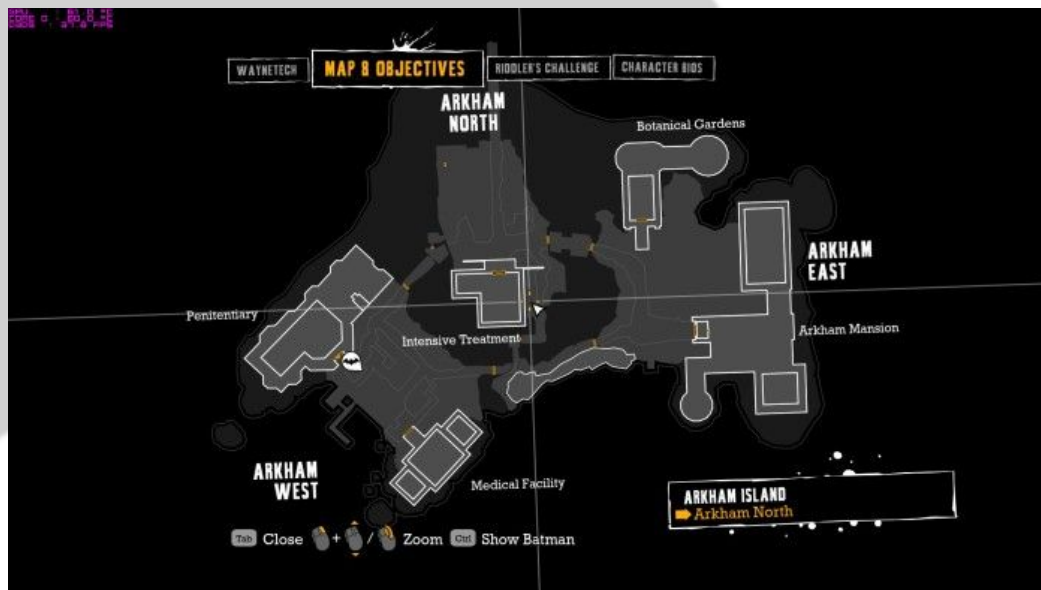 WAYNETECH
MAP & OBJECTIVES
RIDDLER'S CHALLENGE
CHARACTER BIOS
ARKHAM
NORTH
Botanical Gardens
ARKHAM
EAST
Penitentiary
Intensive Treatment
Arkham Mansion
ARKHAM
WEST
Medical Facility
ARKHAM ISLAND
Arkham North
Tab Close + / Zoom Ctrl Show Batman